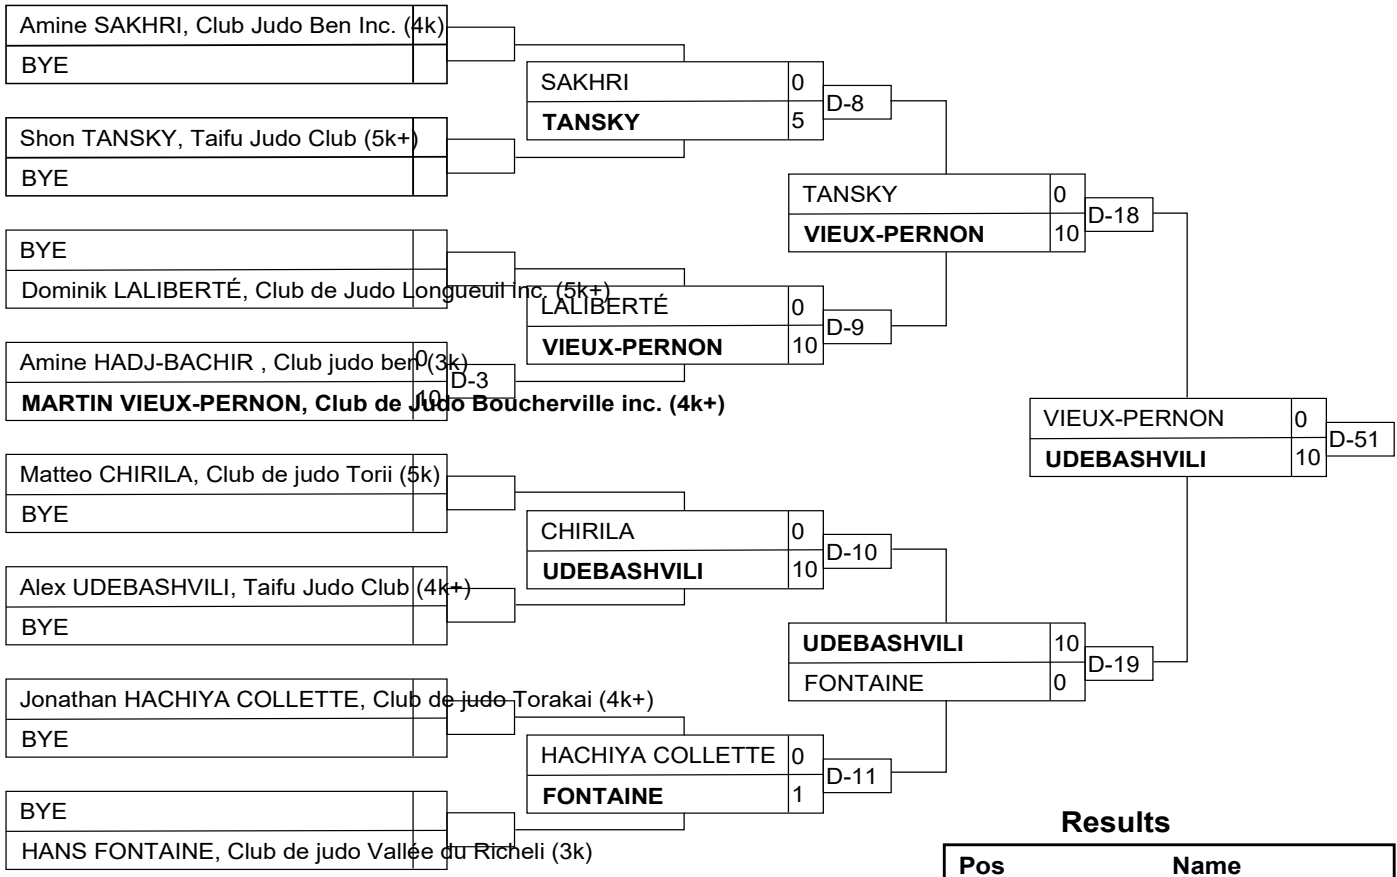 Amine SAKHRI, Club Judo Ben Inc. (4k)
BYE
SAKHRI 0
TANSKY 5
D-8
Shon TANSKY, Taifu Judo Club (5k+)
BYE
TANSKY 0
VIEUX-PERNON 10
D-18
BYE
Dominik LALIBERTÉ, Club de Judo Longueuil inc. (5k+)
LALIBERTÉ 0
VIEUX-PERNON 10
D-9
Amine HADJ-BACHIR , Club judo ben (3k) 0
MARTIN VIEUX-PERNON, Club de Judo Boucherville inc. (4k+) 10
D-3
VIEUX-PERNON 0
UDEBASHVILI 10
D-51
Matteo CHIRILA, Club de judo Torii (5k)
BYE
CHIRILA 0
UDEBASHVILI 10
D-10
Alex UDEBASHVILI, Taifu Judo Club (4k+)
BYE
UDEBASHVILI 10
FONTAINE 0
D-19
Jonathan HACHIYA COLLETTE, Club de judo Torakai (4k+)
BYE
HACHIYA COLLETTE 0
FONTAINE 1
D-11
BYE
HANS FONTAINE, Club de judo Vallée du Richeli (3k)
Results
Pos Name